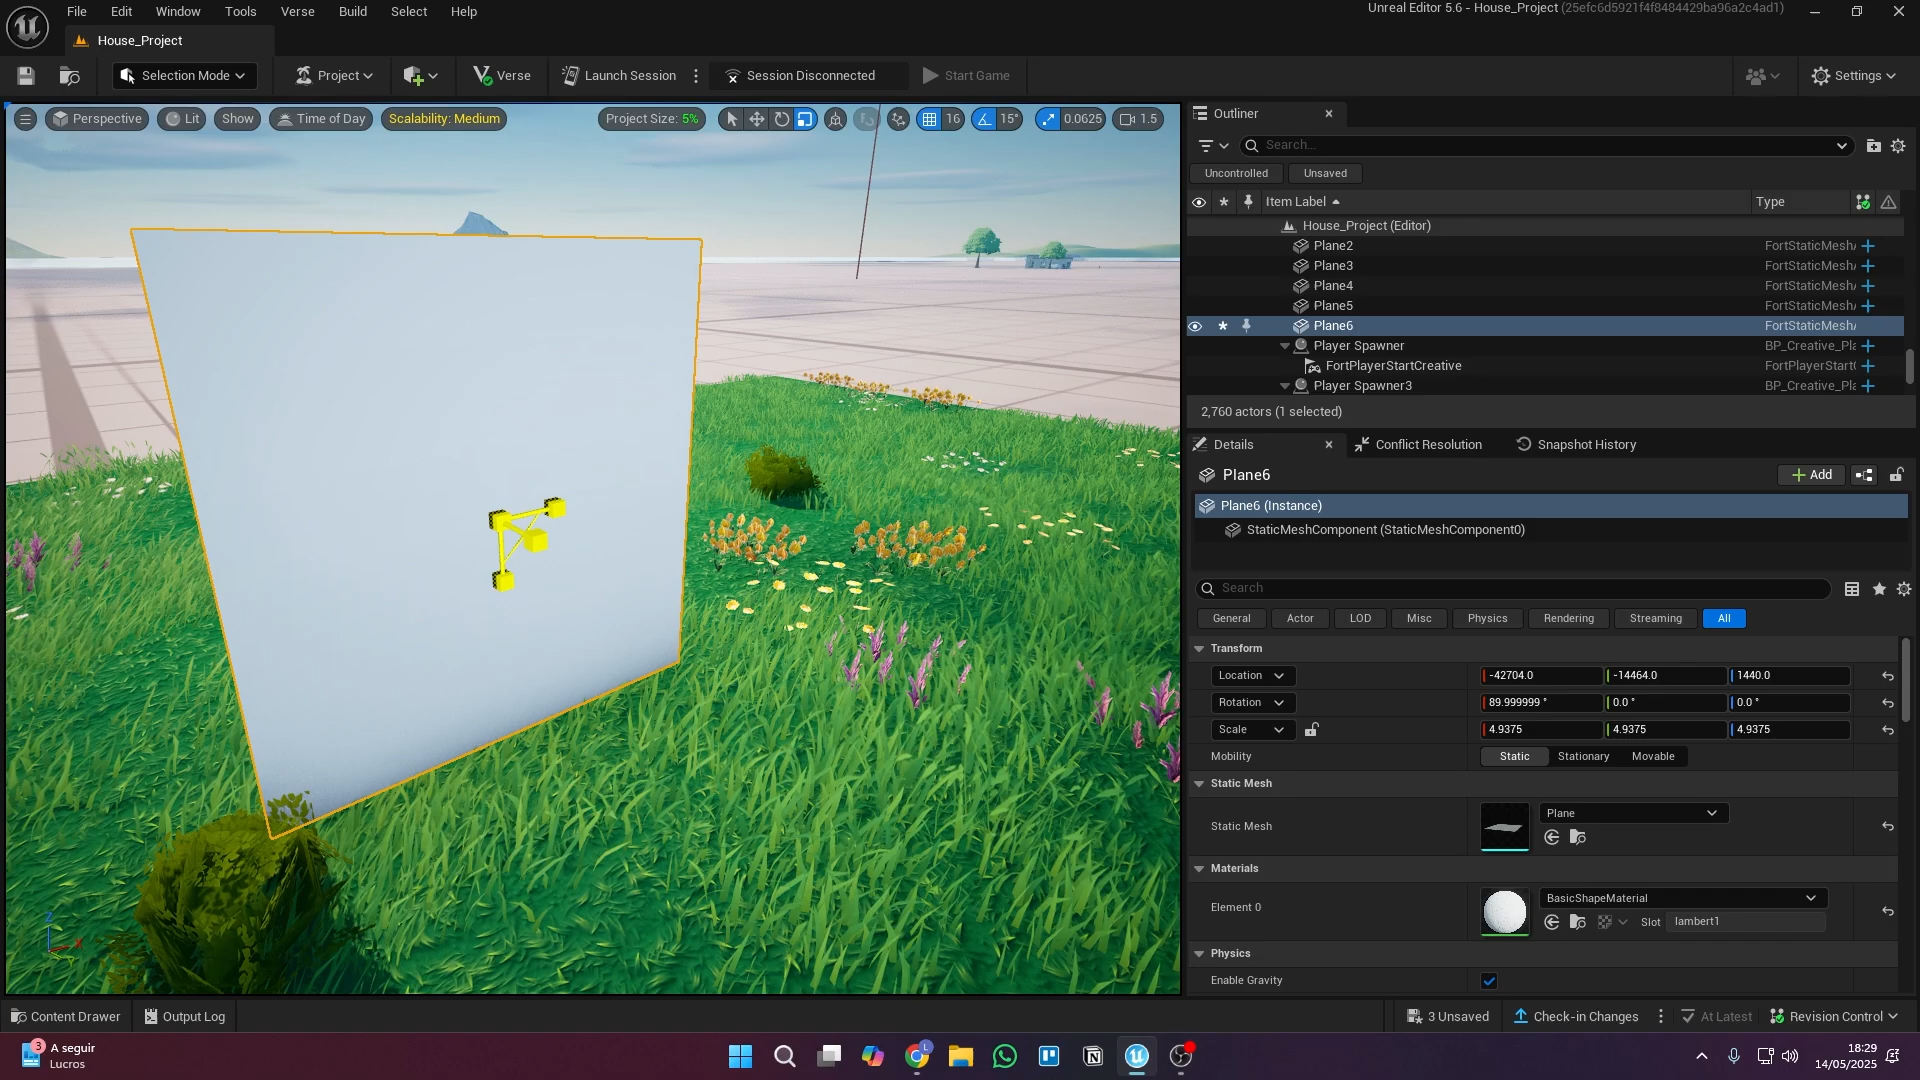 File Edit Window Tools Verse Build Select Help
Unreal Editor 5.6 - House_Project (25efc6d5921f4f8484429ba96a2c4ad1)
House_Project
Selection Mode Project Verse Launch Session Session Disconnected Start Game Settings
Perspective Lit Show Time of Day Scalability: Medium Project Size: 5% 16 15° 0.0625 1.5
Outliner
Search...
Uncontrolled Unsaved
Item Label Type
House_Project (Editor)
Plane2 FortStaticMesh
Plane3 FortStaticMesh
Plane4 FortStaticMesh
Plane5 FortStaticMesh
Plane6 FortStaticMesh
Player Spawner BP_Creative_Pla
FortPlayerStartCreative FortPlayerStart
Player Spawner3 BP_Creative_Pla
2,760 actors (1 selected)
Details Conflict Resolution Snapshot History
Plane6 Add
Plane6 (Instance)
StaticMeshComponent (StaticMeshComponent0)
Search
General Actor LOD Misc Physics Rendering Streaming All
Transform
Location -42704.0 -14464.0 1440.0
Rotation 89.999999 ° 0.0 ° 0.0 °
Scale 4.9375 4.9375 4.9375
Mobility Static Stationary Movable
Static Mesh
Static Mesh Plane
Materials
Element 0 BasicShapeMaterial
Slot lambert1
Physics
Enable Gravity
Z
X
Content Drawer Output Log 3 Unsaved Check-in Changes At Latest Revision Control
3 A seguir
Lucros
L
18:29
14/05/2025